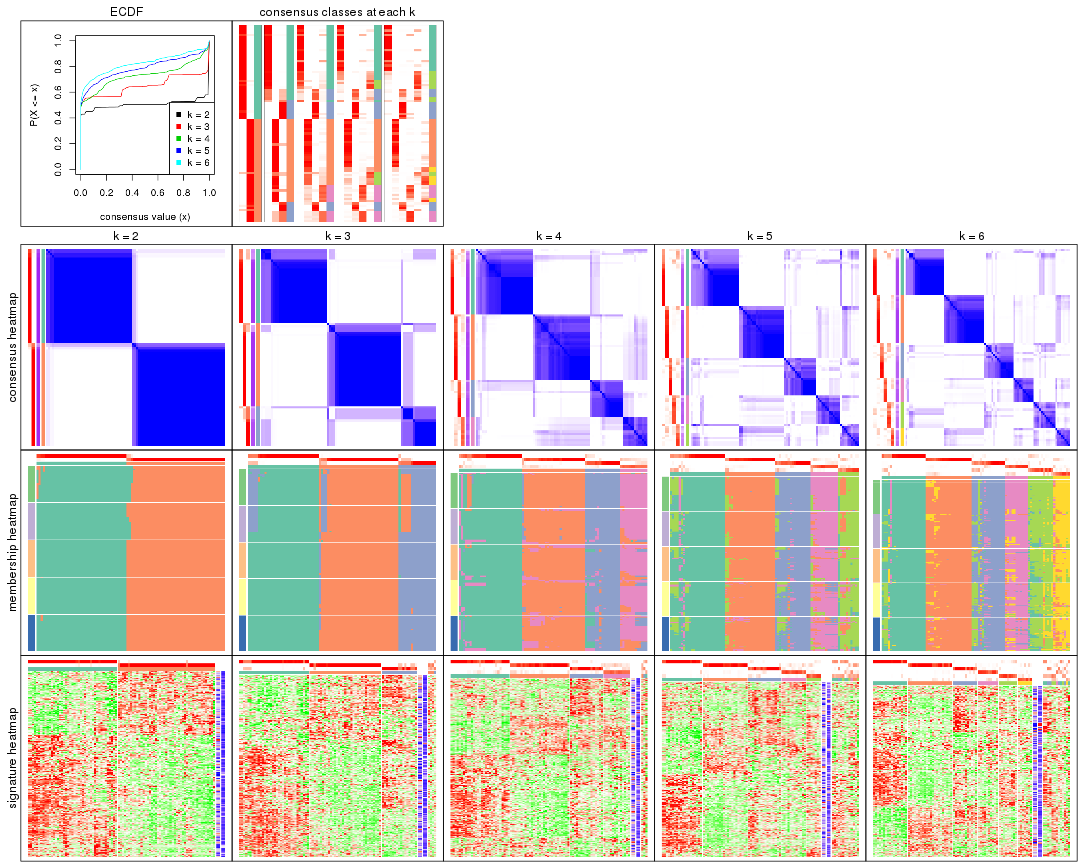 ECDF
consensus classes at each k
P(X <= x)
0.0 0.2 0.4 0.6 0.8 1.0
k = 2
k = 3
k = 4
k = 5
k = 6
0.0 0.2 0.4 0.6 0.8 1.0
consensus value (x)
k = 2 k = 3 k = 4 k = 5 k = 6
consensus heatmap
membership heatmap
signature heatmap